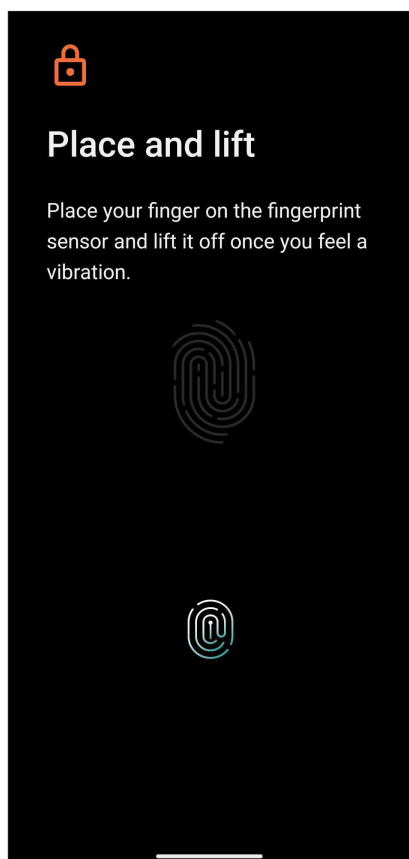 Place and lift
Place your finger on the fingerprint
sensor and lift it off once you feel a
vibration.